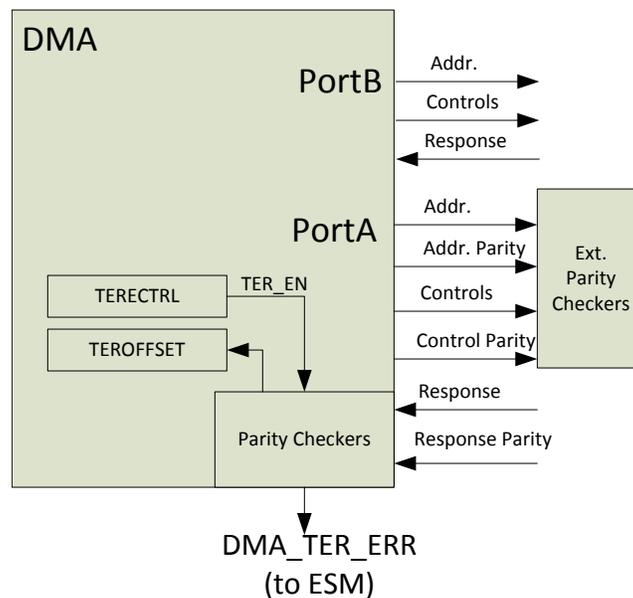 DMA
PortB
Addr.
Controls
Response
PortA
Addr.
Addr. Parity
Controls
Control Parity
Ext.
Parity
Checkers
TERECTRL
TER_EN
TEROFFSET
Parity Checkers
Response
Response Parity
DMA_TER_ERR
(to ESM)